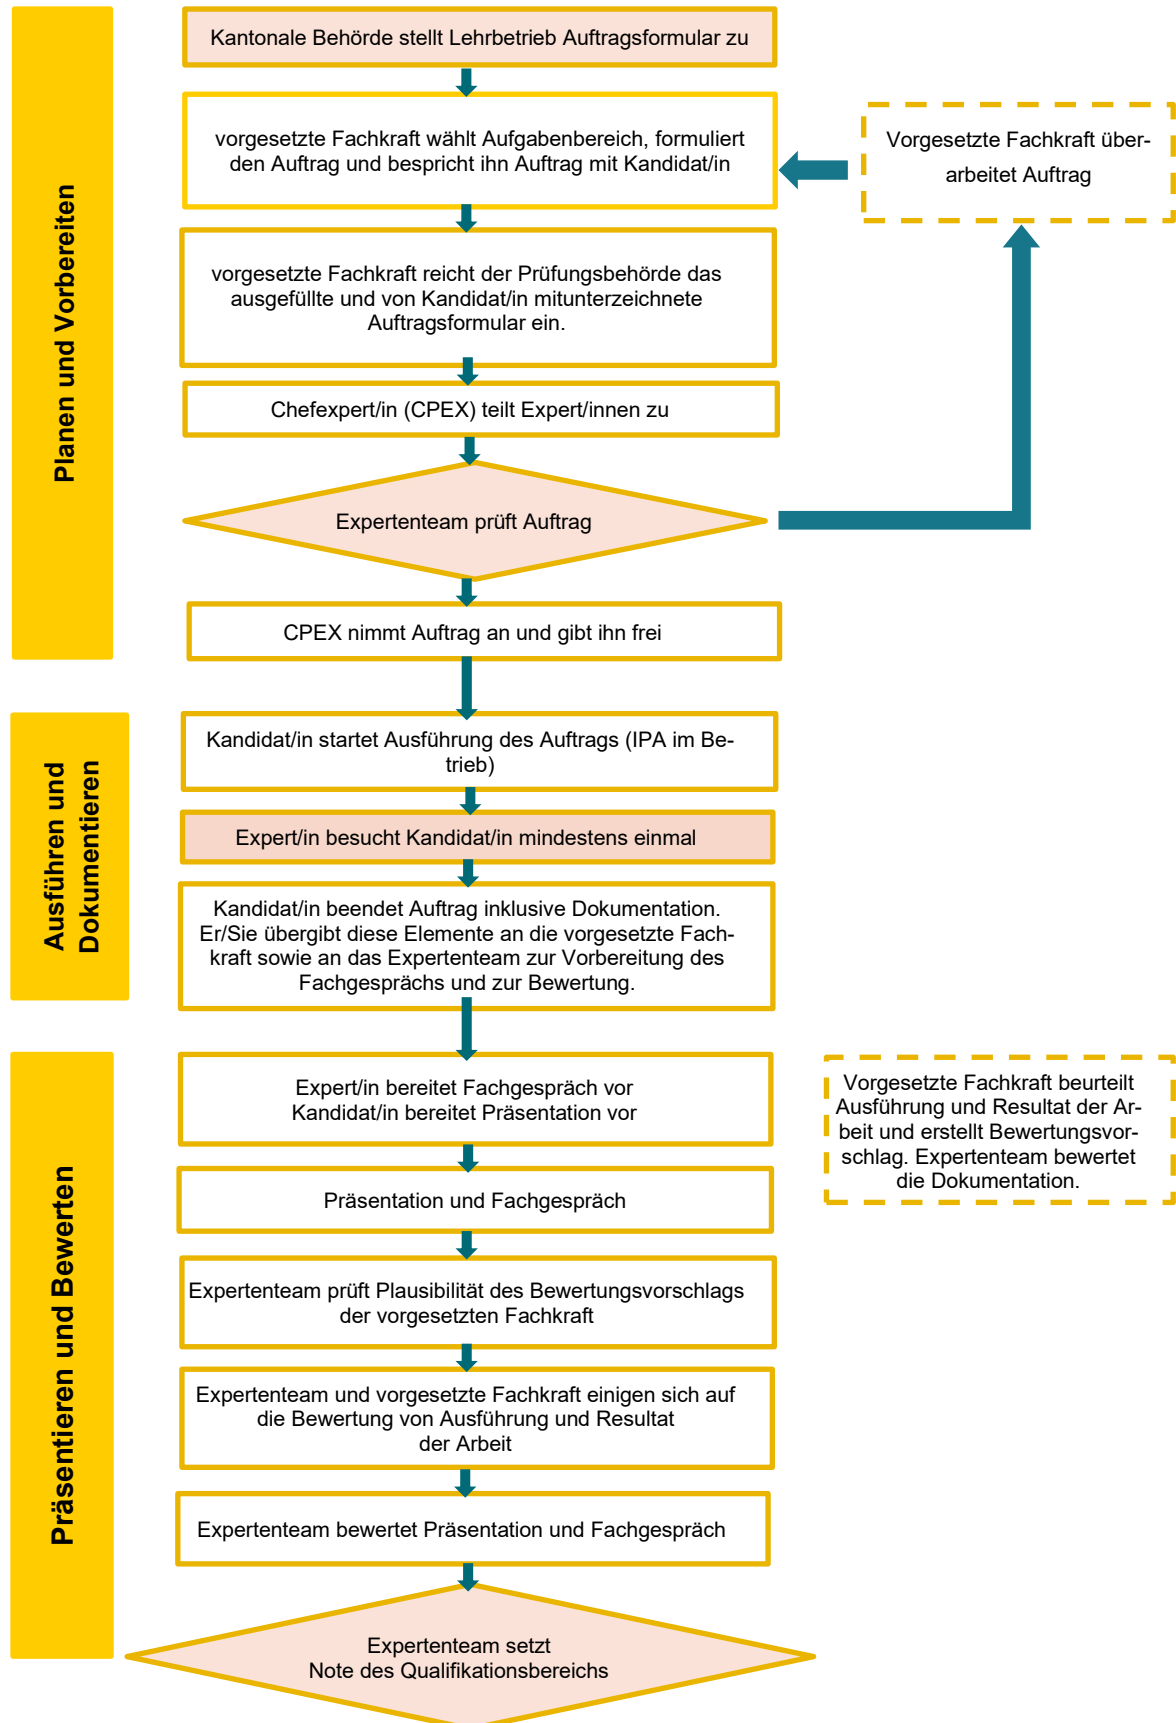 Planen und Vorbereiten
Kantonale Behörde stellt Lehrbetrieb Auftragsformular zu
vorgesetzte Fachkraft wählt Aufgabenbereich, formuliert
den Auftrag und bespricht ihn Auftrag mit Kandidat/in
Vorgesetzte Fachkraft über-
arbeitet Auftrag
vorgesetzte Fachkraft reicht der Prüfungsbehörde das
ausgefüllte und von Kandidat/in mitunterzeichnete
Auftragsformular ein.
Chefexpert/in (CPEX) teilt Expert/innen zu
Expertenteam prüft Auftrag
CPEX nimmt Auftrag an und gibt ihn frei
Ausführen und
Dokumentieren
Kandidat/in startet Ausführung des Auftrags (IPA im Be-
trieb)
Expert/in besucht Kandidat/in mindestens einmal
Kandidat/in beendet Auftrag inklusive Dokumentation.
Er/Sie übergibt diese Elemente an die vorgesetzte Fach-
kraft sowie an das Expertenteam zur Vorbereitung des
Fachgesprächs und zur Bewertung.
Präsentieren und Bewerten
Expert/in bereitet Fachgespräch vor
Kandidat/in bereitet Präsentation vor
Vorgesetzte Fachkraft beurteilt
Ausführung und Resultat der Ar-
beit und erstellt Bewertungsvor-
schlag. Expertenteam bewertet
die Dokumentation.
Präsentation und Fachgespräch
Expertenteam prüft Plausibilität des Bewertungsvorschlags
der vorgesetzten Fachkraft
Expertenteam und vorgesetzte Fachkraft einigen sich auf
die Bewertung von Ausführung und Resultat
der Arbeit
Expertenteam bewertet Präsentation und Fachgespräch
Expertenteam setzt
Note des Qualifikationsbereichs